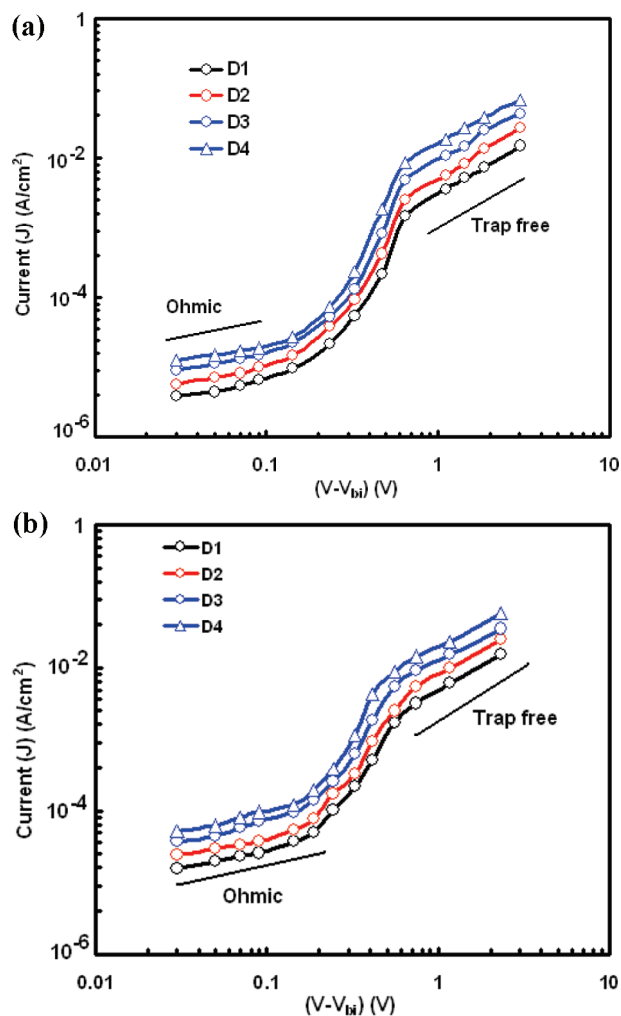 (a)
1
D1
D2
D3
D4
10⁻²
10⁻⁴
10⁻⁶
Current (J) (A/cm²)
Ohmic
Trap free
0.01
0.1
1
10
(V-Vbi) (V)
(b)
1
D1
D2
D3
D4
10⁻²
10⁻⁴
10⁻⁶
Current (J) (A/cm²)
Trap free
Ohmic
0.01
0.1
1
10
(V-Vbi) (V)